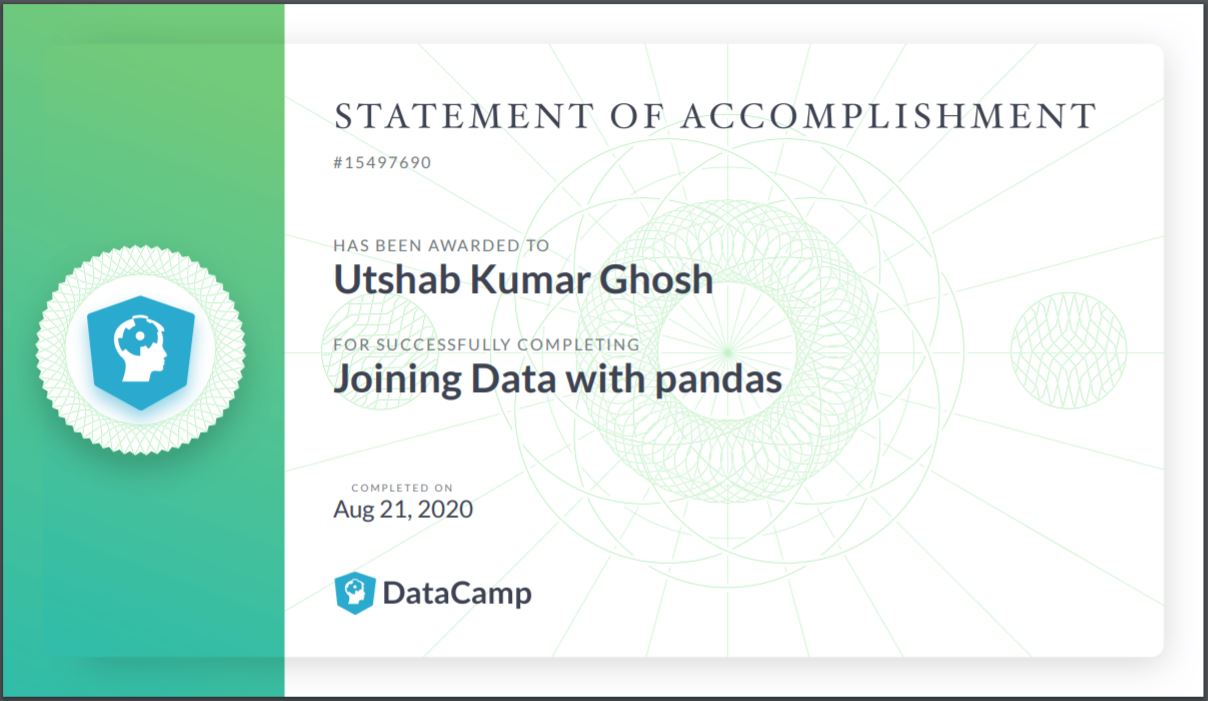 STATEMENT OF ACCOMPLISHMENT
#15497690
HAS BEEN AWARDED TO
Utshab Kumar Ghosh
FOR SUCCESSFULLY COMPLETING
Joining Data with pandas
COMPLETED ON
Aug 21, 2020
DataCamp